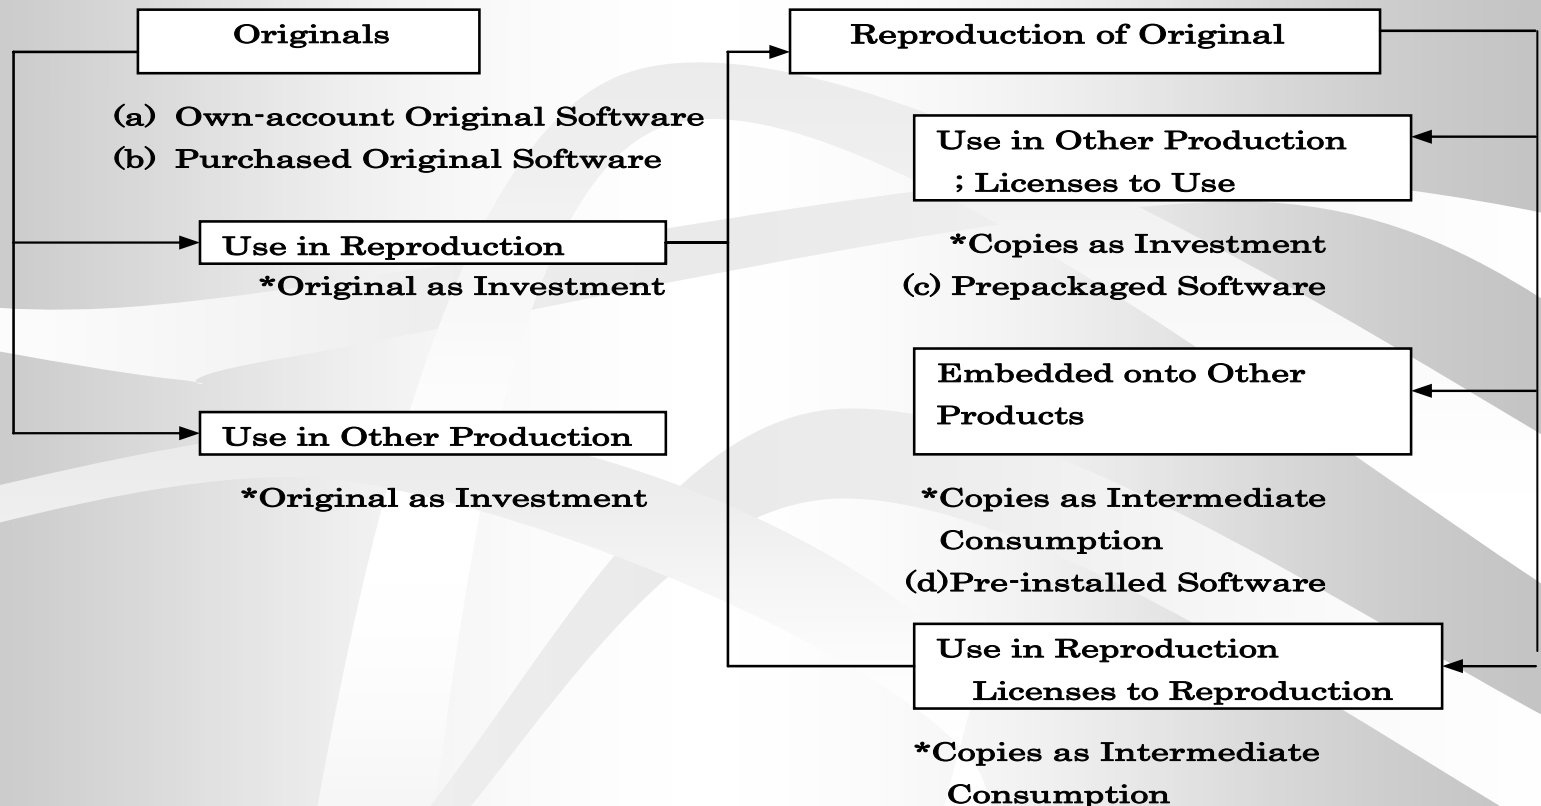 Originals
(a) Own-account Original Software
(b) Purchased Original Software
Use in Reproduction
*Original as Investment
Use in Other Production
*Original as Investment
Reproduction of Original
Use in Other Production
; Licenses to Use
*Copies as Investment
(c) Prepackaged Software
Embedded onto Other
Products
*Copies as Intermediate
Consumption
(d)Pre-installed Software
Use in Reproduction
Licenses to Reproduction
*Copies as Intermediate
Consumption